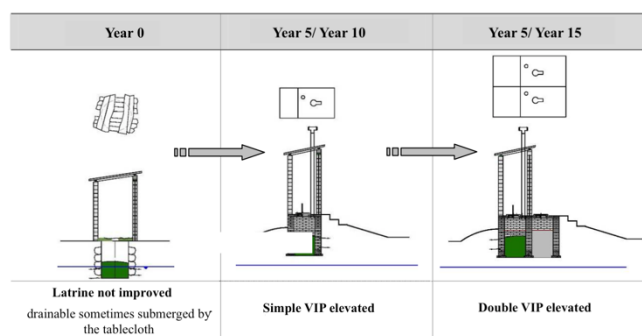 Year 0
Year 5/ Year 10
Year 5/ Year 15
Latrine not improved
drainable sometimes submerged by
the tablecloth
Simple VIP elevated
Double VIP elevated